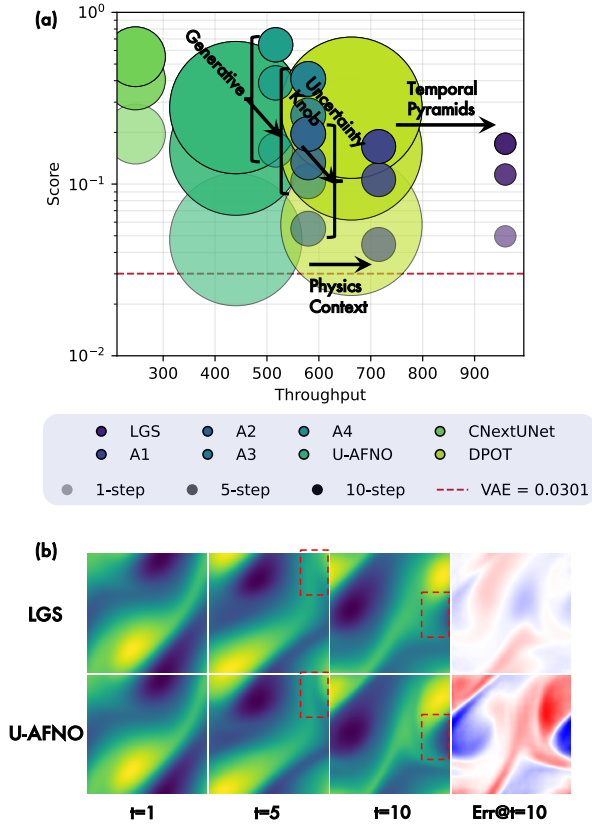 (a)
10⁰
10⁻¹
10⁻²
Score
Generative
Knob
Uncertainty
Temporal
Pyramids
Physics
Context
300 400 500 600 700 800 900
Throughput
LGS A2 A4 CNextUNet
A1 A3 U-AFNO DPOT
1-step 5-step 10-step VAE = 0.0301
(b)
LGS
U-AFNO
t=1 t=5 t=10 Err@t=10